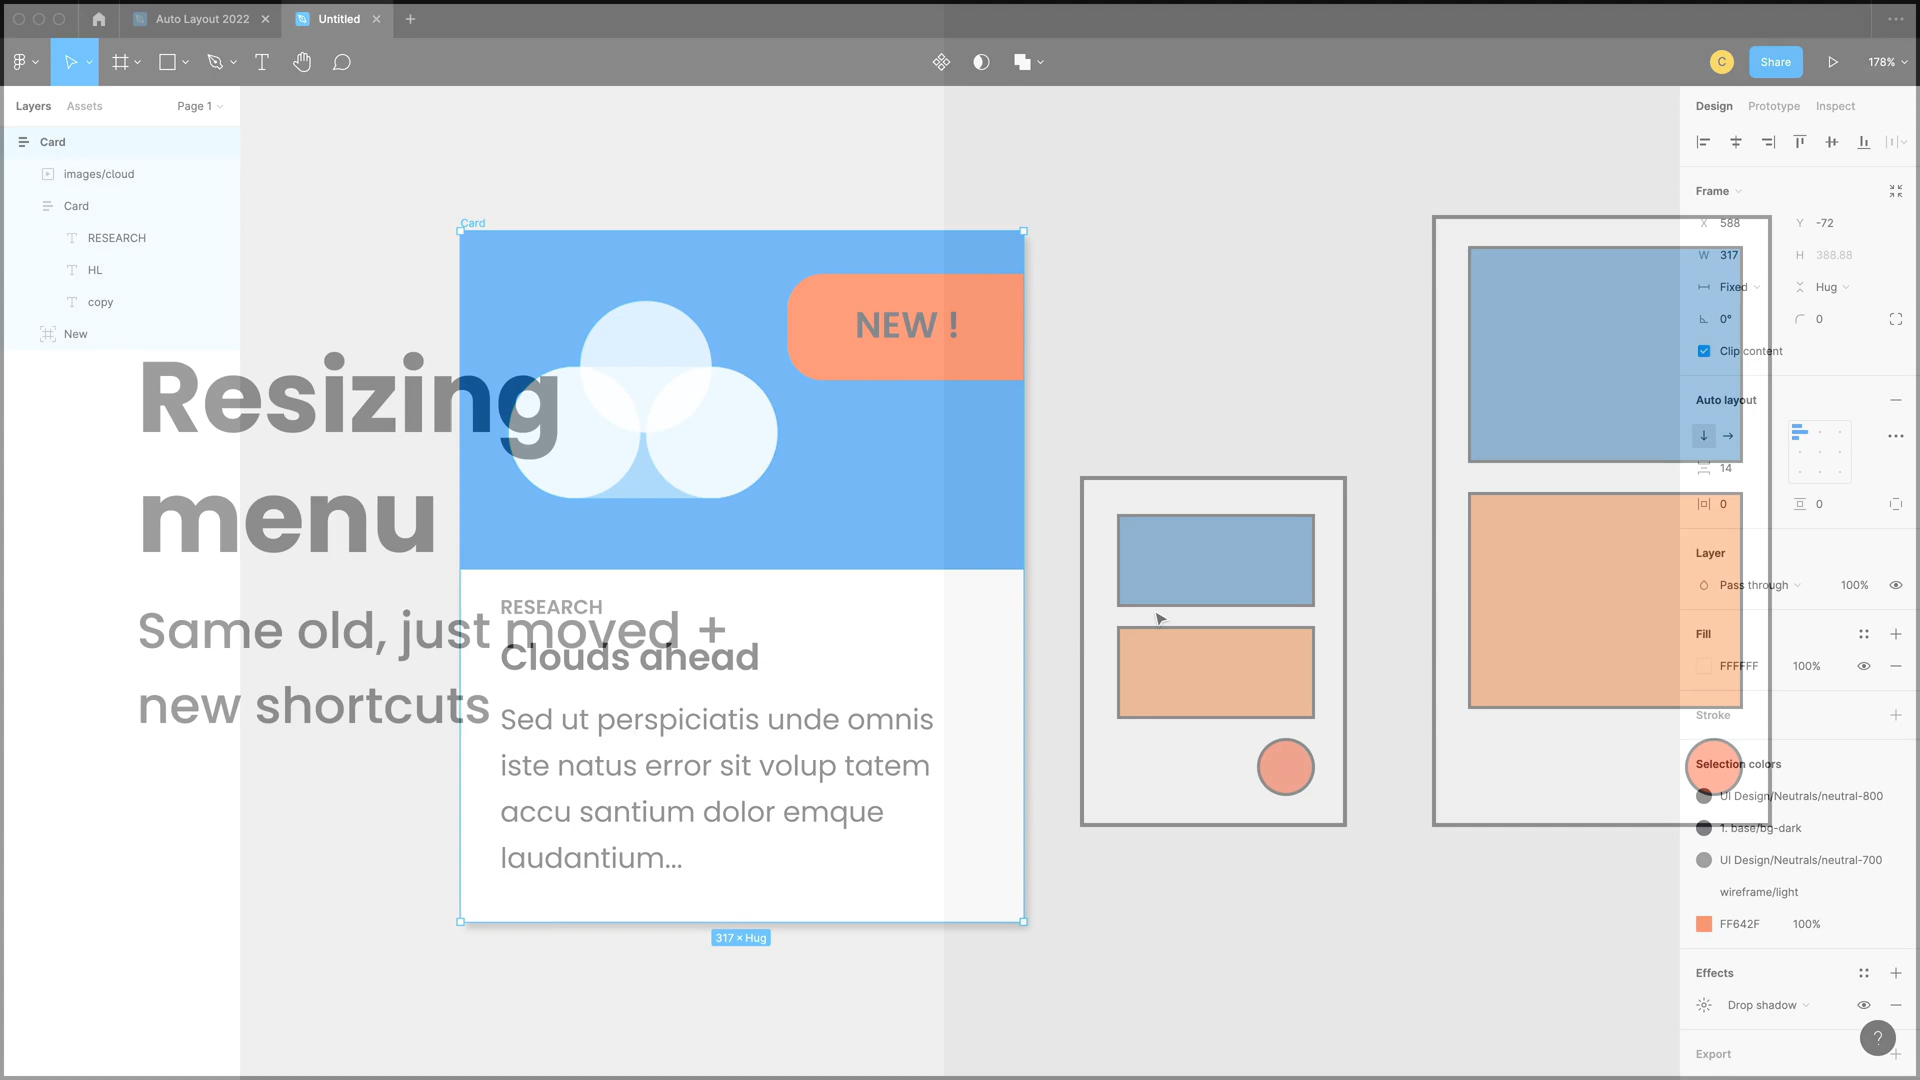 Auto Layout 2022
Untitled
C
Share
178%
Layers
Assets
Page 1
Card
images/cloud
Card
RESEARCH
HL
copy
New
Resizing
menu
Same old, just moved +
new shortcuts
Card
NEW !
RESEARCH
Clouds ahead
Sed ut perspiciatis unde omnis
iste natus error sit volup tatem
accu santium dolor emque
laudantium...
317 × Hug
Design
Prototype
Inspect
Frame
X 588
Y -72
W 317
H 388.88
Fixed
Hug
0°
0
Clip content
Auto layout
14
0
0
Layer
Pass through
100%
Fill
FFFFFF
100%
Stroke
Selection colors
UI Design/Neutrals/neutral-800
1. base/bg-dark
UI Design/Neutrals/neutral-700
wireframe/light
FF642F
100%
Effects
Drop shadow
Export
?